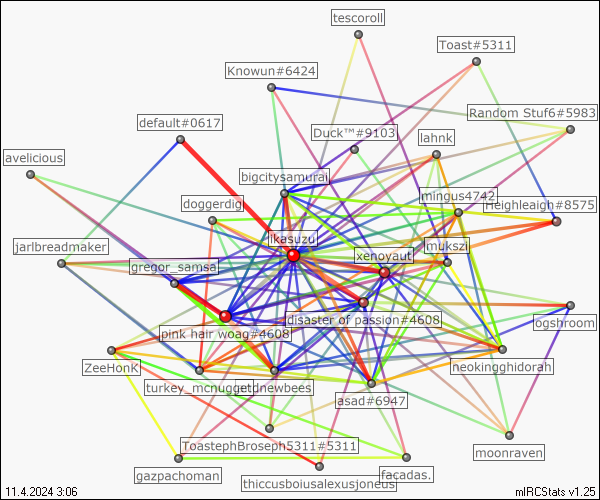 tescoroll
Toast#5311
Knowun#6424
Random Stuf6#5983
default#0617
Duck™#9103
lahnk
avelicious
bigcitysamurai
mingus4742
Heighleaigh#8575
doggerdig
lkasuzu
mukszi
xenoyaut
jarlbreadmaker
gregor_samsa
disaster of passion#4608
pink hair woag#4608
ogshroom
ZeeHonk
neokingghidorah
turkey_mcnugget
jetdnewbees
asad#6947
ToastephBroseph5311#5311
moonraven
gazpachoman
facadas.
thiccusboiusalexusjoneus
11.4.2024 3:06
mIRCStats v1.25